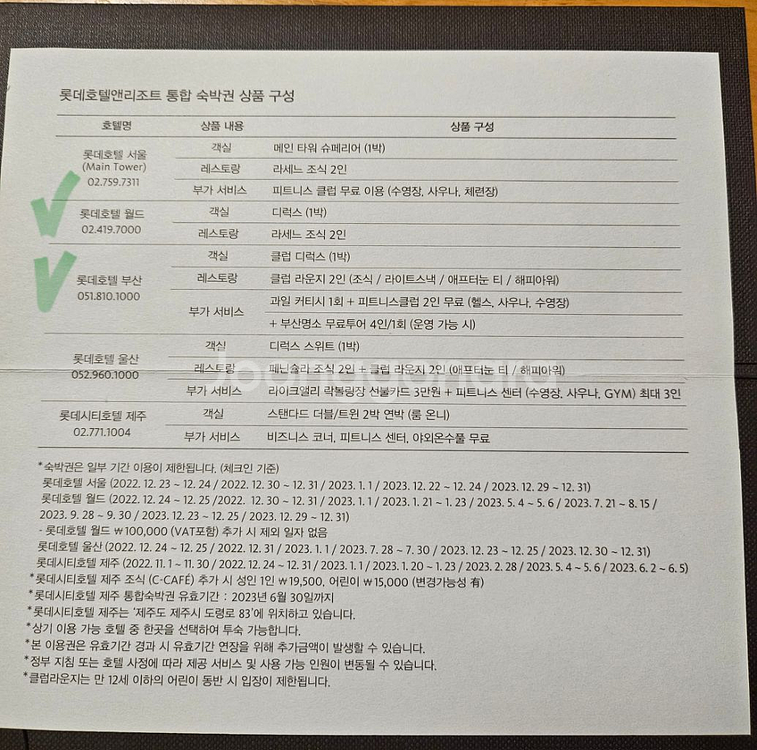 롯데호텔앤리조트 통합 숙박권 상품 구성
호텔명 상품 내용 상품 구성
롯데호텔 서울
(Main Tower)
02.759.7311
객실 메인 타워 슈페리어 (1박)
레스토랑 라세느 조식 2인
부가 서비스 피트니스 클럽 무료 이용 (수영장, 사우나, 체련장)
롯데호텔 월드
02.419.7000
객실 디럭스 (1박)
레스토랑 라세느 조식 2인
롯데호텔 부산
051.810.1000
객실 클럽 디럭스 (1박)
레스토랑 클럽 라운지 2인 (조식 / 라이트스낵 / 애프터눈 티 / 해피아워)
부가 서비스 과일 커티시 1회 + 피트니스클럽 2인 무료 (헬스, 사우나, 수영장)
+ 부산명소 무료투어 4인/1회 (운영 가능 시)
롯데호텔 울산
052.960.1000
객실 디럭스 스위트 (1박)
레스토랑 페닌슐라 조식 2인 + 클럽 라운지 2인 (애프터눈 티 / 해피아워)
부가 서비스 라이크앨리 락볼링장 선불카드 3만원 + 피트니스 센터 (수영장, 사우나, GYM) 최대 3인
롯데시티호텔 제주
02.771.1004
객실 스탠다드 더블/트윈 2박 연박 (룸 온니)
부가 서비스 비즈니스 코너, 피트니스 센터, 야외온수풀 무료
*숙박권은 일부 기간 이용이 제한됩니다. (체크인 기준)
롯데호텔 서울 (2022. 12. 23 ~ 12. 24 / 2022. 12. 30 ~ 12. 31 / 2023. 1. 1 / 2023. 12. 22 ~ 12. 24 / 2023. 12. 29 ~ 12. 31)
롯데호텔 월드 (2022. 12. 24 ~ 12. 25 /2022. 12. 30 ~ 12. 31 / 2023. 1. 1 / 2023. 1. 21 ~ 1. 23 / 2023. 5. 4 ~ 5. 6 / 2023. 7. 21 ~ 8. 15 /
2023. 9. 28 ~ 9. 30 / 2023. 12. 23 ~ 12. 25 / 2023. 12. 29 ~ 12. 31)
- 롯데호텔 월드 ₩100,000 (VAT포함) 추가 시 제외 일자 없음
롯데호텔 울산 (2022. 12. 24 ~ 12. 25 / 2022. 12. 31 / 2023. 1. 1 / 2023. 7. 28 ~ 7. 30 / 2023. 12. 23 ~ 12. 25 / 2023. 12. 30 ~ 12. 31)
롯데시티호텔 제주 (2022. 11. 1 ~ 11. 30 / 2022. 12. 24 ~ 12. 31 / 2023. 1. 1 / 2023. 1. 20 ~ 1. 23 / 2023. 2. 28 / 2023. 5. 4 ~ 5. 6 / 2023. 6. 2 ~ 6. 5)
*롯데시티호텔 제주 조식 (C-CAFÉ) 추가 시 성인 1인 ₩19,500, 어린이 ₩15,000 (변경가능성 有)
*롯데시티호텔 제주 통합숙박권 유효기간 : 2023년 6월 30일까지
*롯데시티호텔 제주는 '제주도 제주시 도령로 83'에 위치하고 있습니다.
*상기 이용 가능 호텔 중 한곳을 선택하여 투숙 가능합니다.
*본 이용권은 유효기간 경과 시 유효기간 연장을 위해 추가금액이 발생할 수 있습니다.
*정부 지침 또는 호텔 사정에 따라 제공 서비스 및 사용 가능 인원이 변동될 수 있습니다.
*클럽라운지는 만 12세 이하의 어린이 동반 시 입장이 제한됩니다.